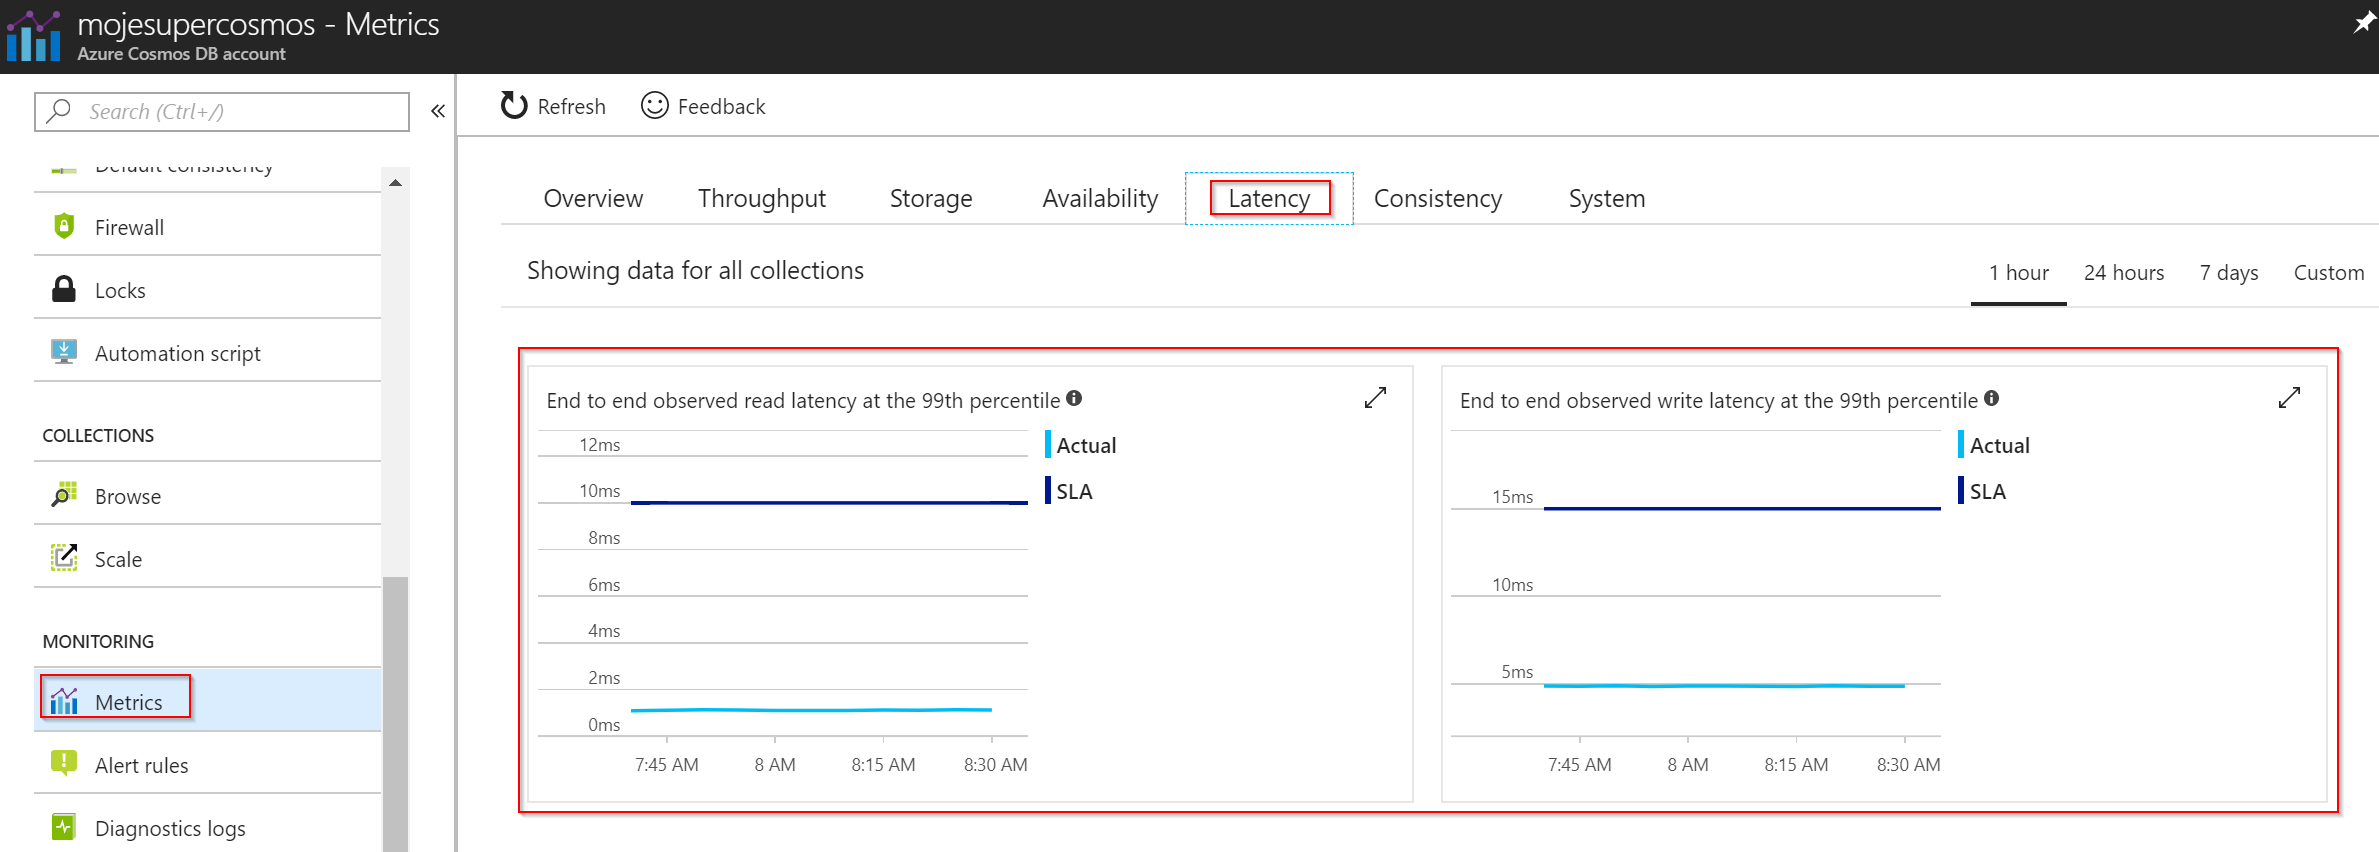 mojesupercosmos - Metrics
Azure Cosmos DB account
Search (Ctrl+/)
«
Default consistency
Firewall
Locks
Automation script
COLLECTIONS
Browse
Scale
MONITORING
Metrics
Alert rules
Diagnostics logs
Refresh
Feedback
Overview Throughput Storage Availability Latency Consistency System
Showing data for all collections
1 hour 24 hours 7 days Custom
End to end observed read latency at the 99th percentile
12ms
10ms
8ms
6ms
4ms
2ms
0ms
7:45 AM 8 AM 8:15 AM 8:30 AM
Actual
SLA
End to end observed write latency at the 99th percentile
15ms
10ms
5ms
7:45 AM 8 AM 8:15 AM 8:30 AM
Actual
SLA